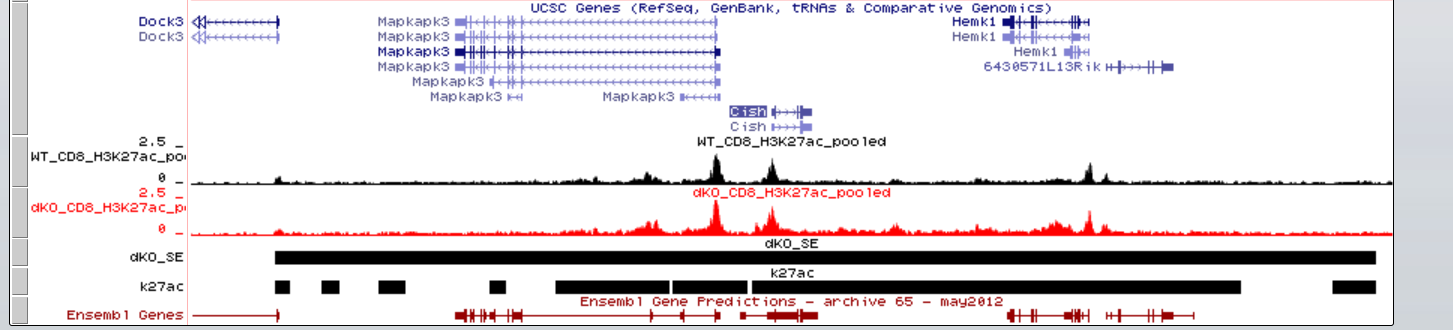 UCSC Genes (RefSeq, GenBank, tRNAs & Comparative Genomics)
Dock3 Mapkapk3 Hemk1
Dock3 Mapkapk3 Hemk1
Mapkapk3 Hemk1
Mapkapk3 6430571L13Rik
Mapkapk3
Mapkapk3 Mapkapk3
Cish
Cish
2.5 _ WT_CD8_H3K27ac_pooled
WT_CD8_H3K27ac_po
0 _
2.5 _ dKO_CD8_H3K27ac_pooled
dKO_CD8_H3K27ac_p
0 _
dKO_SE
dKO_SE
k27ac
k27ac
Ensembl Gene Predictions - archive 65 - may2012
Ensembl Genes